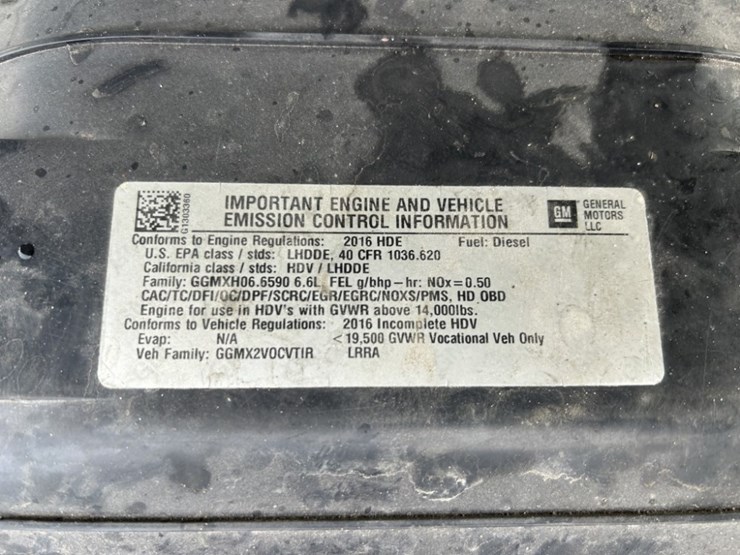 IMPORTANT ENGINE AND VEHICLE
EMISSION CONTROL INFORMATION
G1303360
GM
GENERAL
MOTORS
LLC
Conforms to Engine Regulations: 2016 HDE Fuel: Diesel
U.S. EPA class / stds: LHDDE, 40 CFR 1036.620
California class / stds: HDV / LHDDE
Family: GGMXH06.6590 6.6L, FEL g/bhp – hr: NOx = 0.50
CAC/TC/DFI/OC/DPF/SCRC/EGR/EGRC/NOXS/PMS, HD OBD
Engine for use in HDV's with GVWR above 14,000lbs.
Conforms to Vehicle Regulations: 2016 Incomplete HDV
Evap: N/A < 19,500 GVWR Vocational Veh Only
Veh Family: GGMX2VOCVTIR LRRA